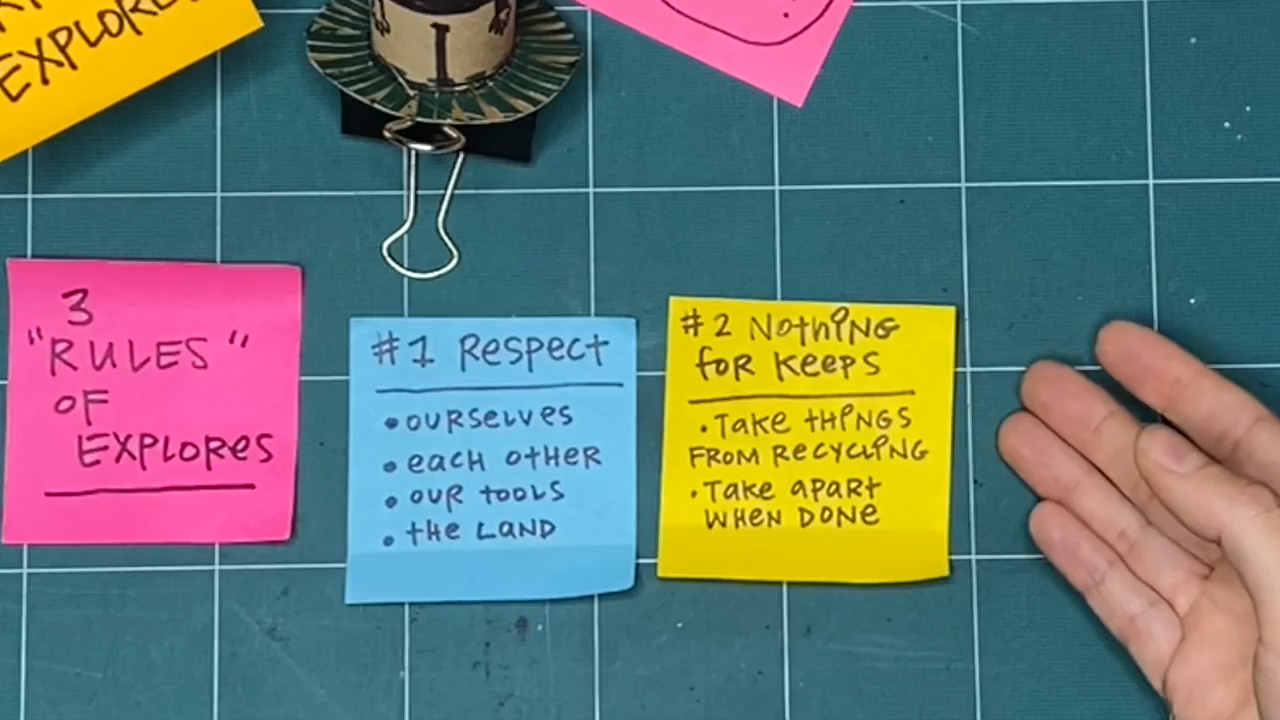 EXPLORE
I
3
"RULES"
OF
EXPLORES
#1 Respect
• OURSELVES
• eacH OTHER
• OUR TOOLS
• the LAND
#2 NothiNG
foR Keeps
• Take tHiNGS
FROM RecycliNG
• Take apart
WHEN DONE